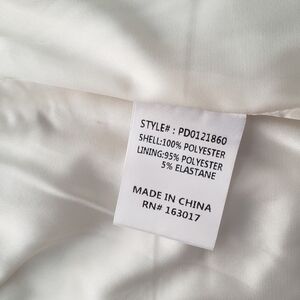 STYLE# : PD0121860
SHELL:100% POLYESTER
LINING:95% POLYESTER
5% ELASTANE
MADE IN CHINA
RN# 163017